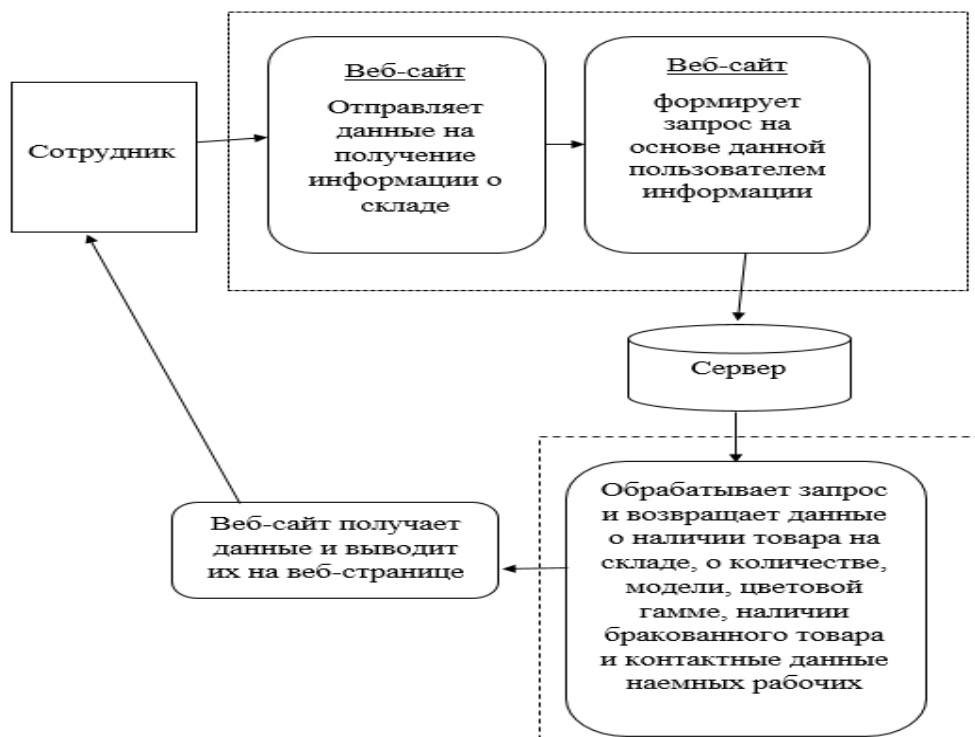 Сотрудник
Веб-сайт
Отправляет
данные на
получение
информации о
складе
Веб-сайт
формирует
запрос на
основе данной
пользователем
информации
Сервер
Обрабатывает запрос
и возвращает данные
о наличии товара на
складе, о количестве,
модели, цветовой
гамме, наличии
бракованного товара
и контактные данные
наемных рабочих
Веб-сайт получает
данные и выводит
их на веб-странице